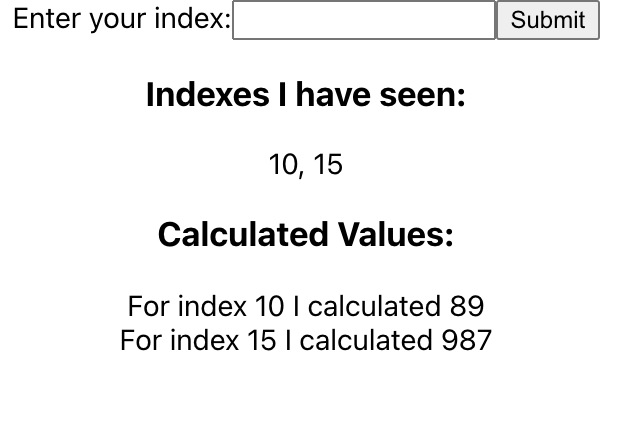 Enter your index: Submit
Indexes I have seen:
10, 15
Calculated Values:
For index 10 I calculated 89
For index 15 I calculated 987